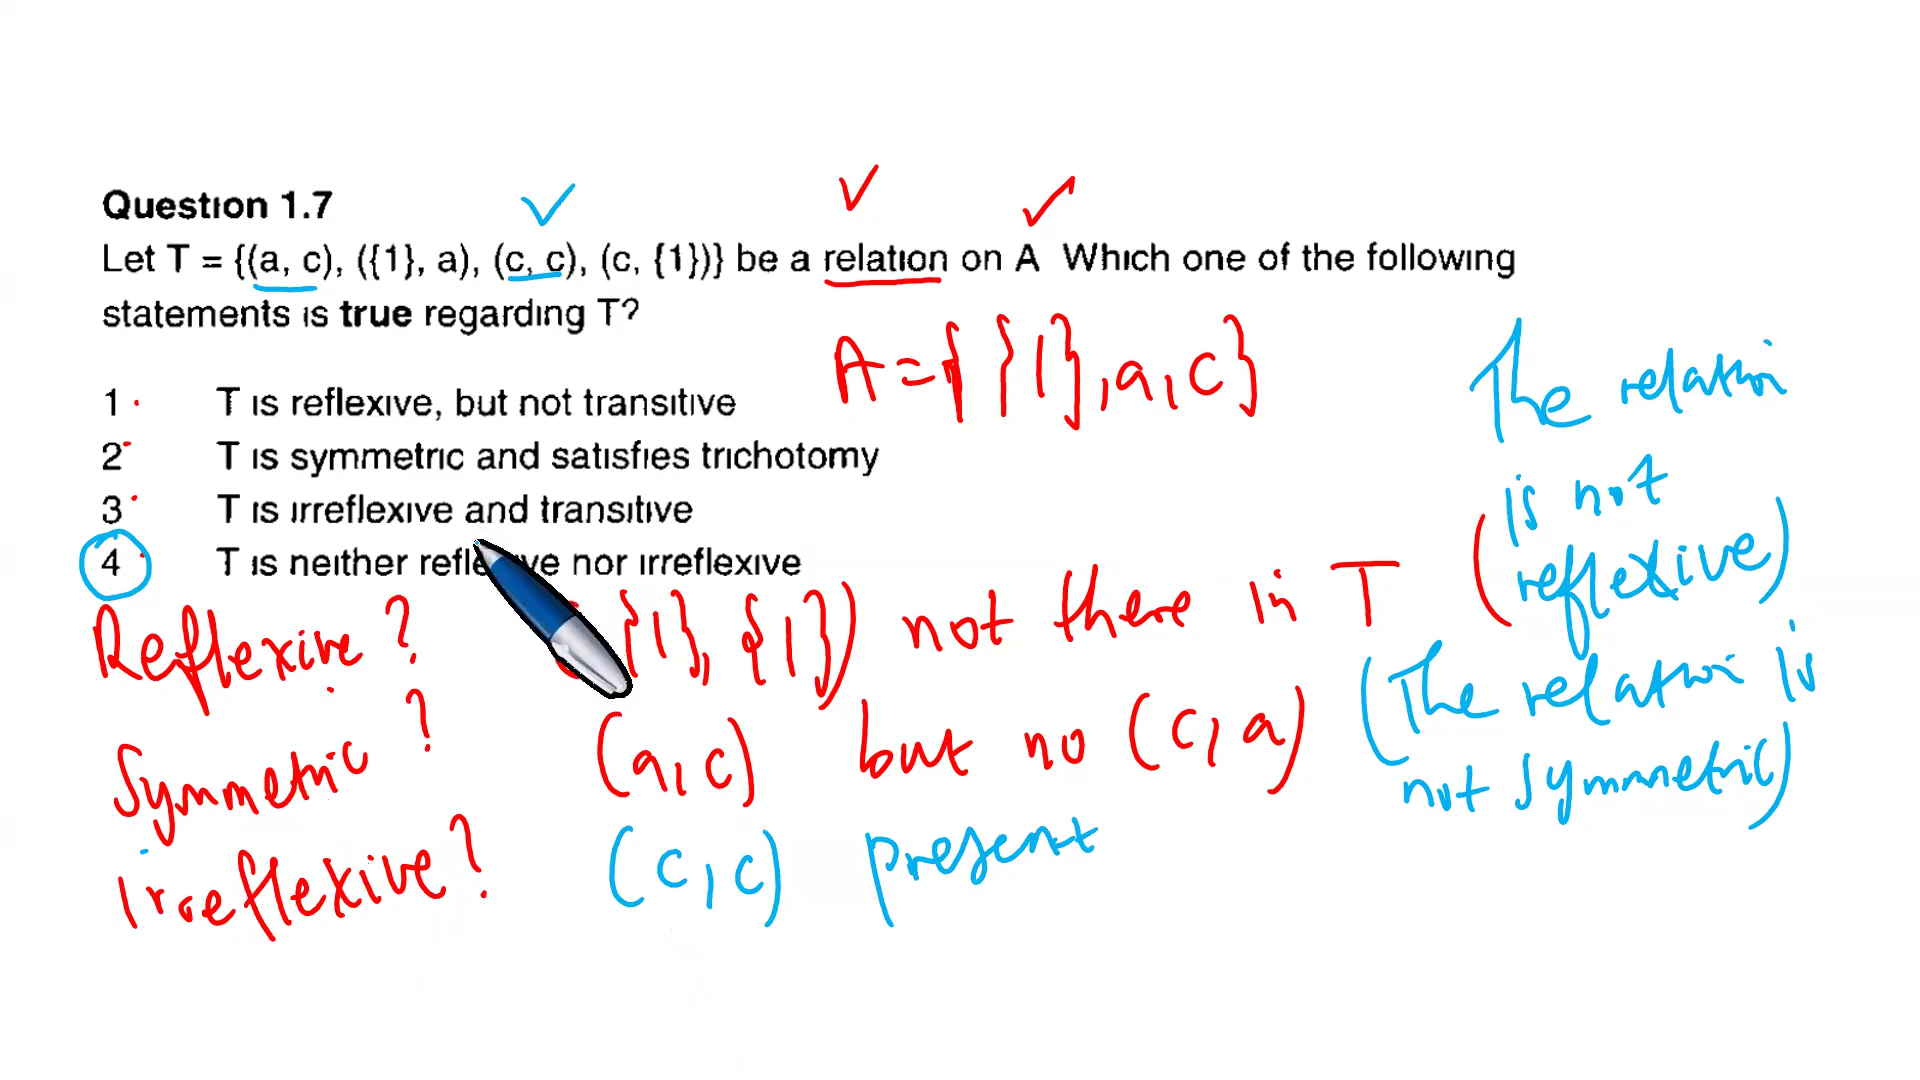 Question 1.7
Let T = {(a, c), ({1}, a), (c, c), (c, {1})} be a relation on A Which one of the following
statements is true regarding T?
A = { {1}, a, c}
1 T is reflexive, but not transitive
2 T is symmetric and satisfies trichotomy
3 T is irreflexive and transitive
4 T is neither reflexive nor irreflexive
The relation
is not
(reflexive)
Reflexive? ({1}, {1}) not there in T
Symmetric? (a, c) but no (c, a)
(The relation is
not symmetric)
Irreflexive? (c, c) present